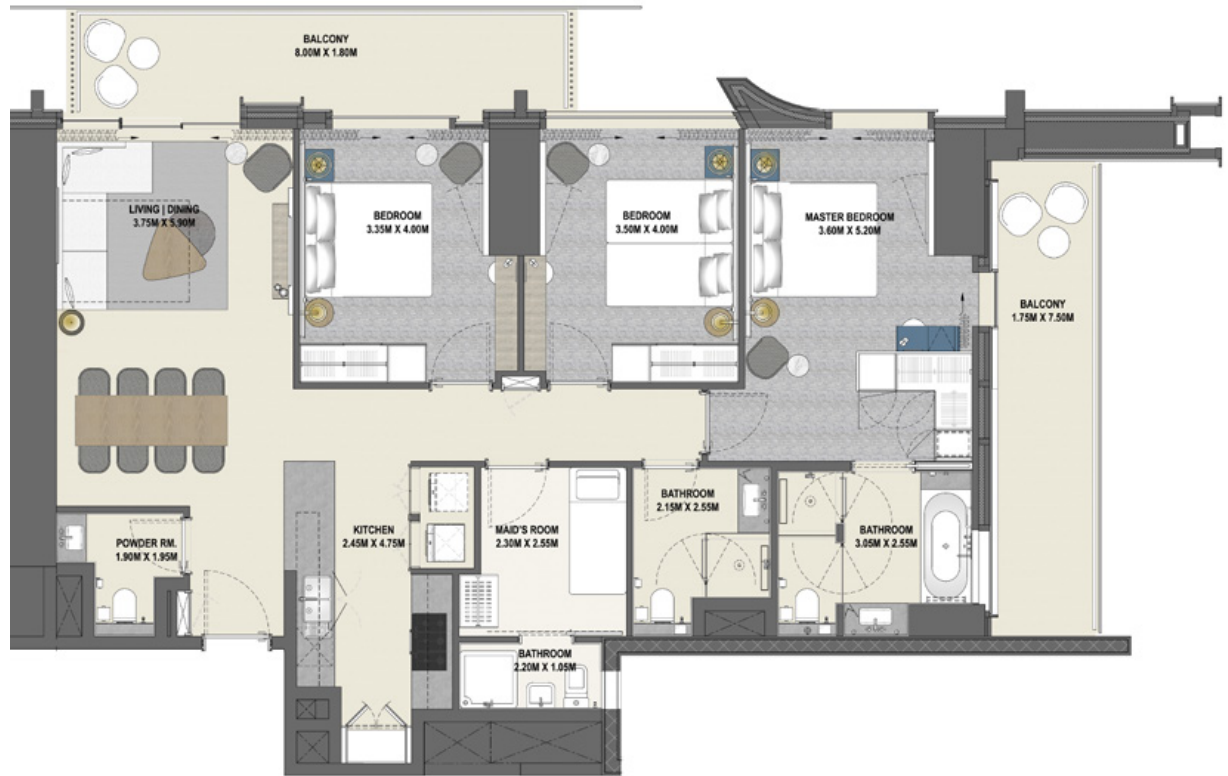 BALCONY
8.00M X 1.80M
LIVING | DINING
3.75M X 5.90M
BEDROOM
3.35M X 4.00M
BEDROOM
3.50M X 4.00M
MASTER BEDROOM
3.60M X 5.20M
BALCONY
1.75M X 7.50M
POWDER RM.
1.90M X 1.95M
KITCHEN
2.45M X 4.75M
MAID'S ROOM
2.30M X 2.55M
BATHROOM
2.15M X 2.55M
BATHROOM
3.05M X 2.55M
BATHROOM
2.20M X 1.05M